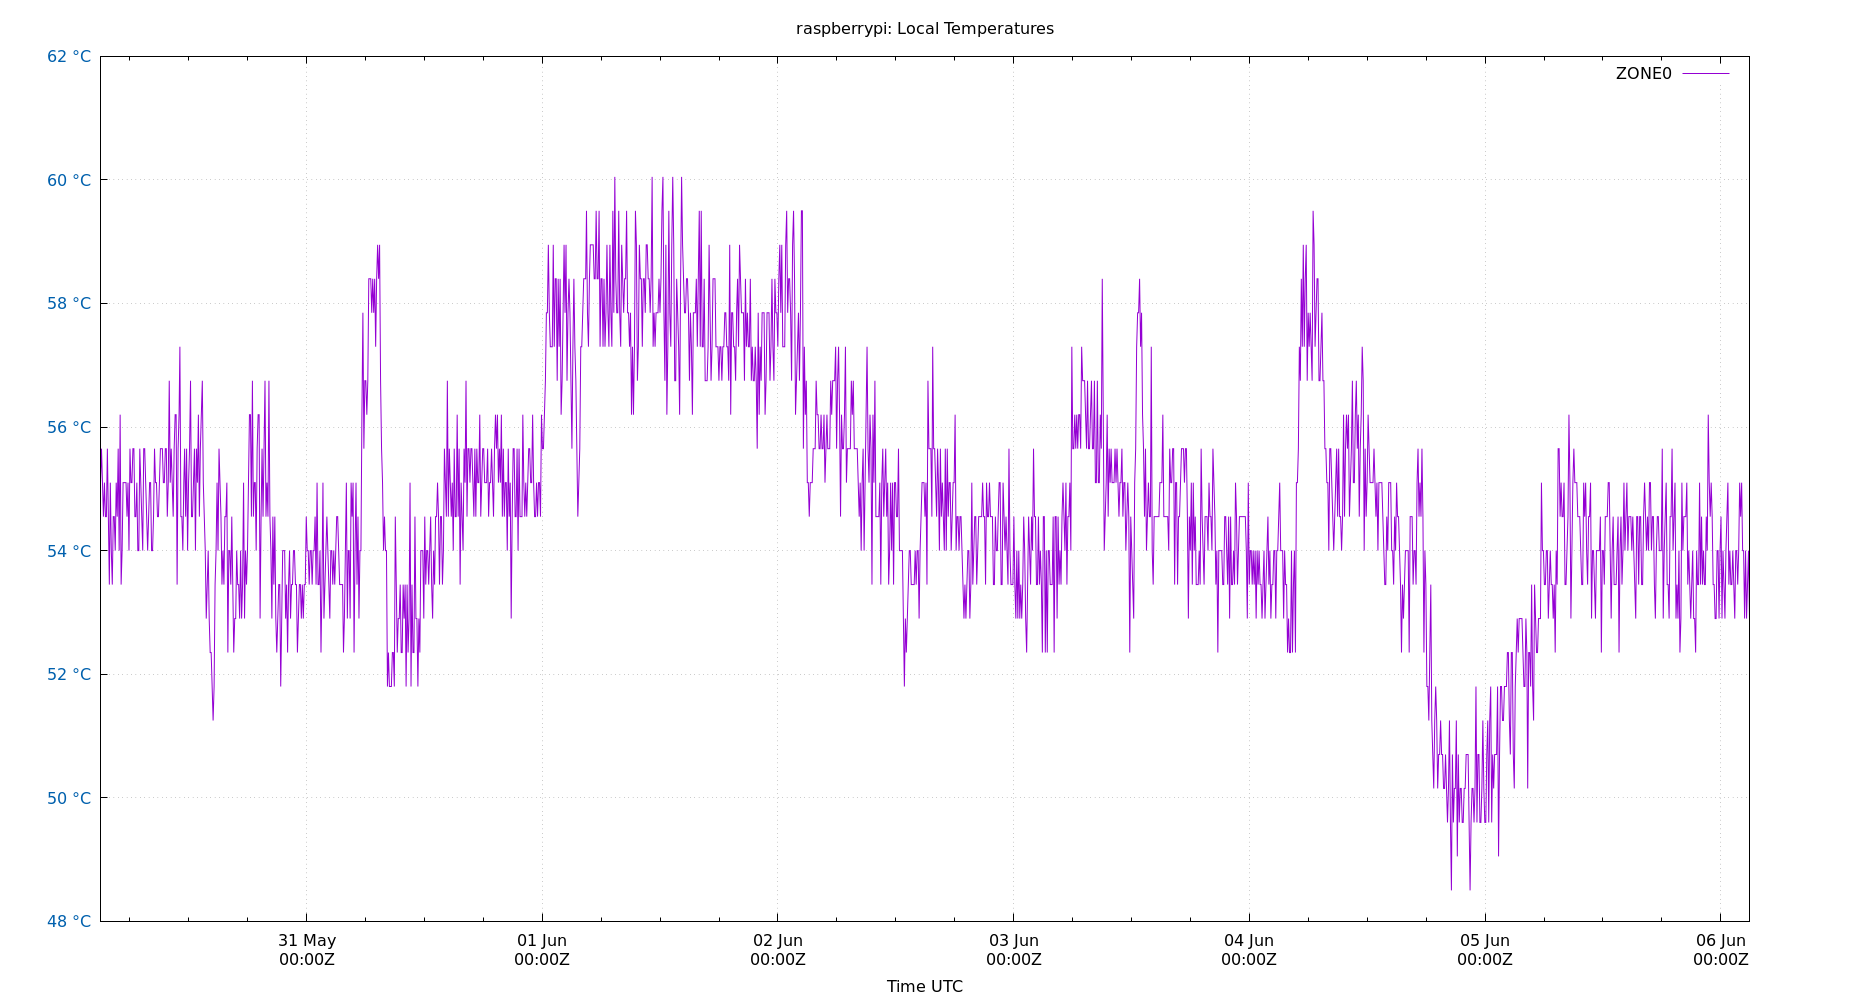 raspberrypi: Local Temperatures
62 °C
ZONE0
60 °C
58 °C
56 °C
54 °C
52 °C
50 °C
48 °C
31 May 01 Jun 02 Jun 03 Jun 04 Jun 05 Jun 06 Jun
00:00Z 00:00Z 00:00Z 00:00Z 00:00Z 00:00Z 00:00Z
Time UTC